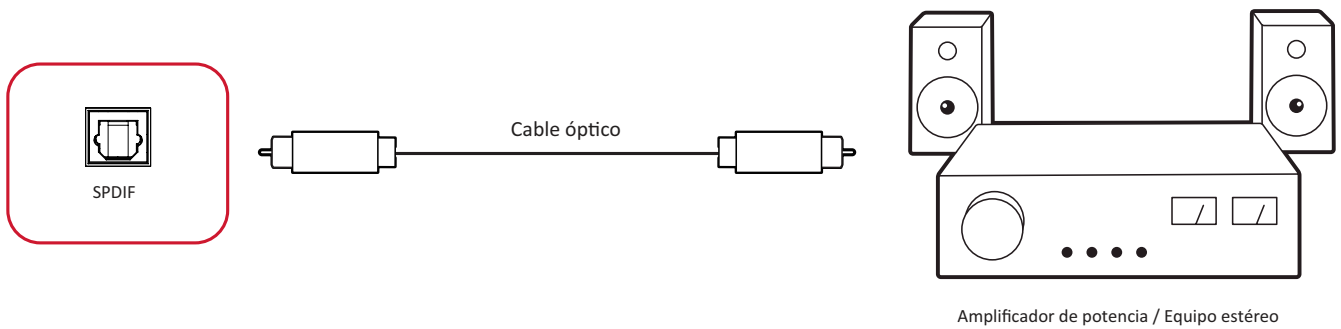 Cable óptico
SPDIF
Amplificador de potencia / Equipo estéreo